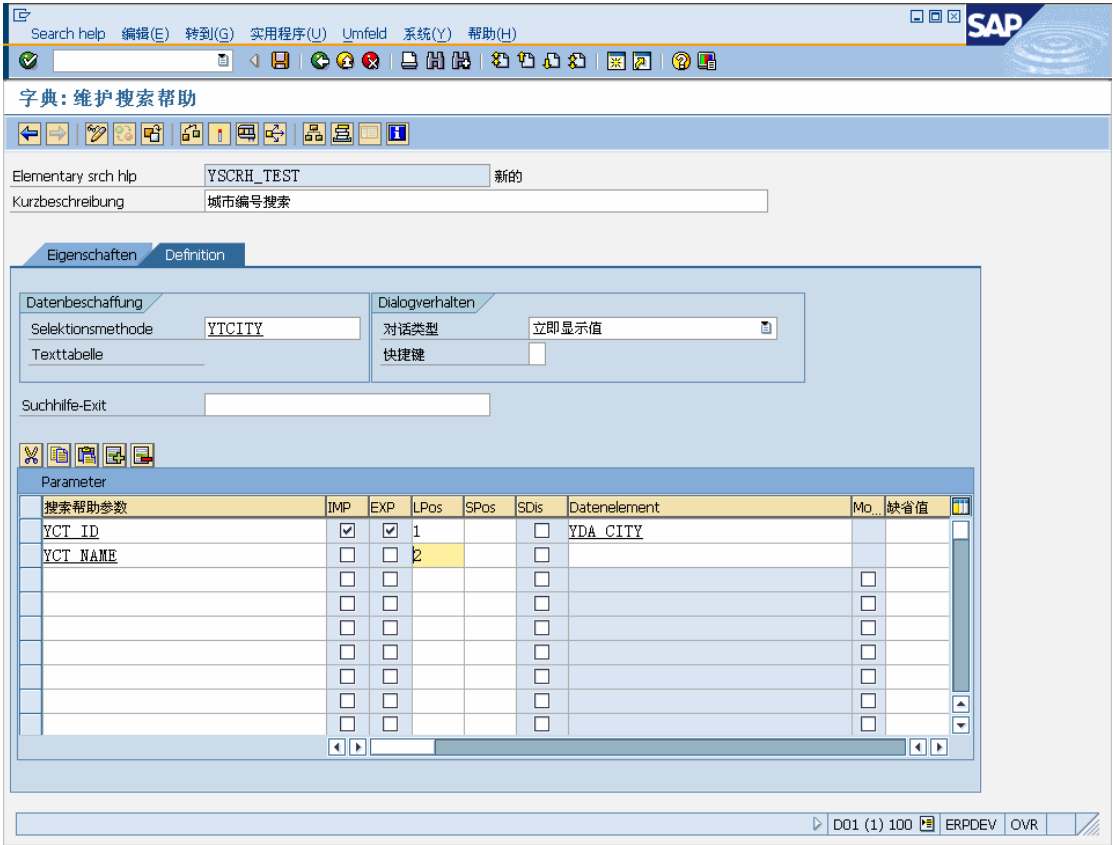 Search help 编辑(E) 转到(G) 实用程序(U) Umfeld 系统(Y) 帮助(H)
SAP
字典:维护搜索帮助
Elementary srch hlp YSCRH_TEST 新的
Kurzbeschreibung 城市编号搜索
Eigenschaften Definition
Datenbeschaffung Dialogverhalten
Selektionsmethode YTCITY 对话类型 立即显示值
Texttabelle 快捷键
Suchhilfe-Exit
Parameter
搜索帮助参数 IMP EXP LPos SPos SDis Datenelement Mo... 缺省值
YCT_ID 1 YDA_CITY
YCT_NAME 2
D01 (1) 100 ERPDEV OVR